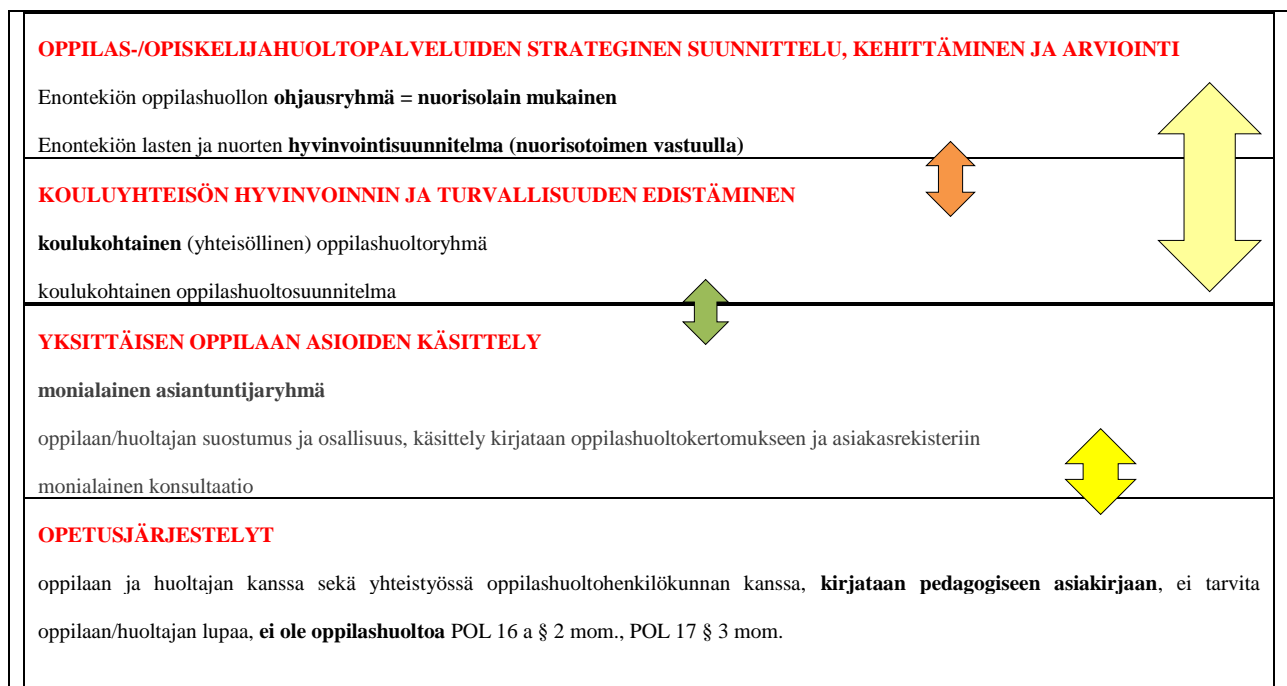 OPPILAS-/OPISKELIJAHUOLTOPALVELUIDEN STRATEGINEN SUUNNITTELU, KEHITTÄMINEN JA ARVIOINTI
Enontekiön oppilashuollon ohjausryhmä = nuorisolain mukainen
Enontekiön lasten ja nuorten hyvinvointisuunnitelma (nuorisotoimen vastuulla)
KOULUYHTEISÖN HYVINVOINNIN JA TURVALLISUUDEN EDISTÄMINEN
koulukohtainen (yhteisöllinen) oppilashuoltoryhmä
koulukohtainen oppilashuoltosuunnitelma
YKSITTÄISEN OPPILAAN ASIOIDEN KÄSITTELY
monialainen asiantuntijaryhmä
oppilaan/huoltajan suostumus ja osallisuus, käsittely kirjataan oppilashuoltokertomukseen ja asiakasrekisteriin
monialainen konsultaatio
OPETUSJÄRJESTELYT
oppilaan ja huoltajan kanssa sekä yhteistyössä oppilashuoltohenkilökunnan kanssa, kirjataan pedagogiseen asiakirjaan, ei tarvita
oppilaan/huoltajan lupaa, ei ole oppilashuoltoa POL 16 a § 2 mom., POL 17 § 3 mom.